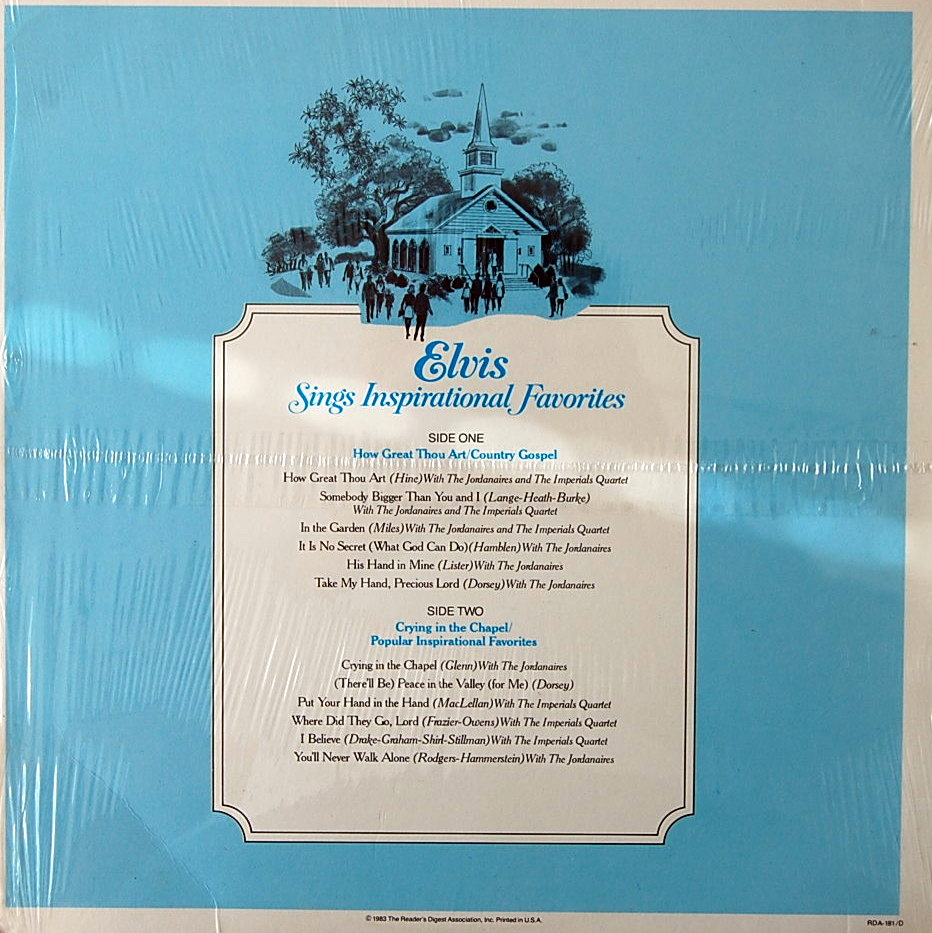 Elvis
Sings Inspirational Favorites
SIDE ONE
How Great Thou Art/Country Gospel
How Great Thou Art (Hine)With The Jordanaires and The Imperials Quartet
Somebody Bigger Than You and I (Lange-Heath-Burke)
With The Jordanaires and The Imperials Quartet
In the Garden (Miles)With The Jordanaires and The Imperials Quartet
It Is No Secret (What God Can Do)(Hamblen)With The Jordanaires
His Hand in Mine (Lister)With The Jordanaires
Take My Hand, Precious Lord (Dorsey)With The Jordanaires
SIDE TWO
Crying in the Chapel/
Popular Inspirational Favorites
Crying in the Chapel (Glenn)With The Jordanaires
(There'll Be) Peace in the Valley (for Me) (Dorsey)
Put Your Hand in the Hand (MacLellan)With The Imperials Quartet
Where Did They Go, Lord (Frazier-Owens)With The Imperials Quartet
I Believe (Drake-Graham-Shirl-Stillman)With The Imperials Quartet
You'll Never Walk Alone (Rodgers-Hammerstein)With The Jordanaires
© 1983 The Reader's Digest Association, Inc. Printed in U.S.A.
RDA-181/D